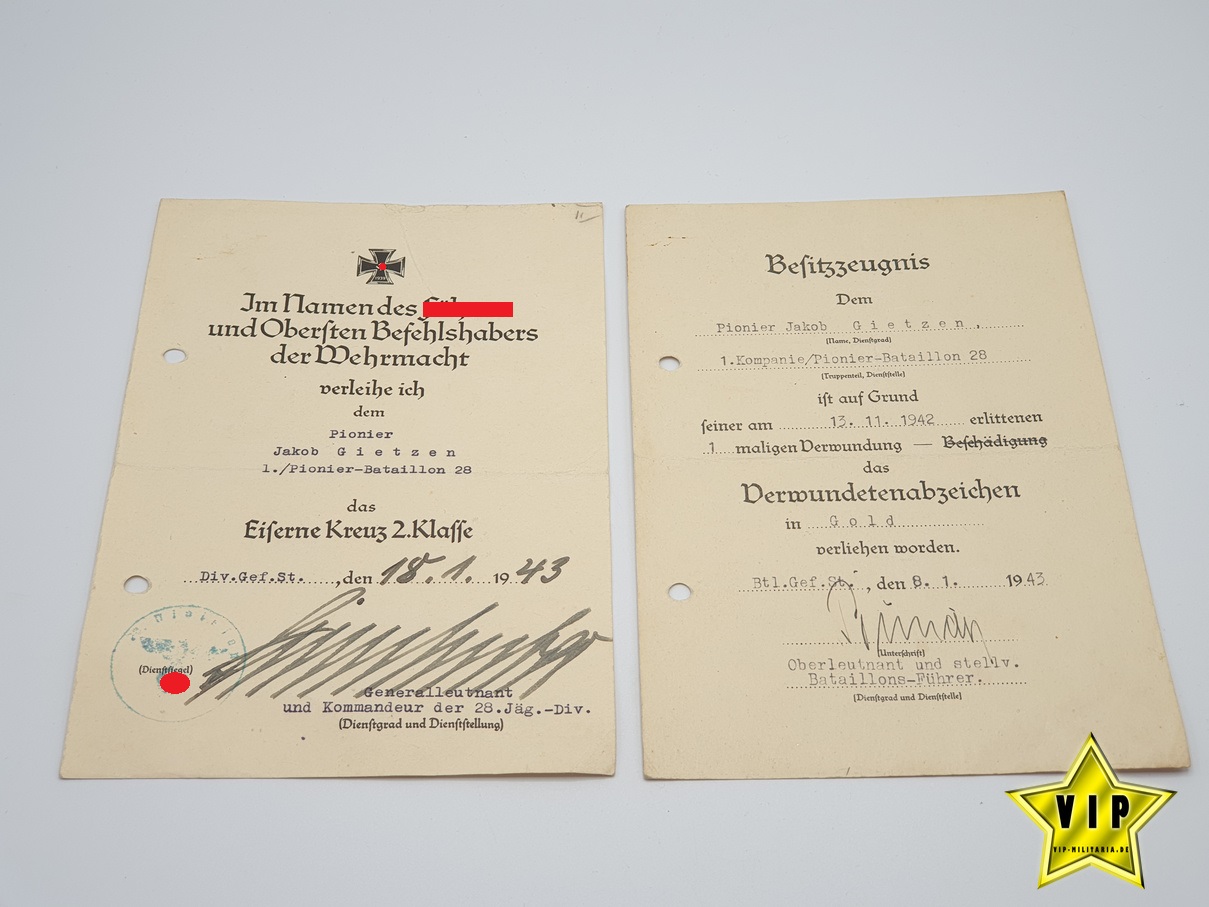 Im Namen des
und Obersten Befehlshabers
der Wehrmacht
verleihe ich
dem
Pionier
Jakob G i e t z e n
1./Pionier-Bataillon 28
das
Eiserne Kreuz 2.Klasse
Div.Gef.St. , den 18.1. 1943
(Dienstsiegel)
Generalleutnant
und Kommandeur der 28.Jäg.-Div.
(Dienstgrad und Dienststellung)
Besitzzeugnis
Dem
Pionier Jakob G i e t z e n ,
(Name, Dienstgrad)
1.Kompanie/Pionier-Bataillon 28
(Truppenteil, Dienststelle)
ist auf Grund
seiner am 13. 11. 1942 erlittenen
1 maligen Verwundung — Beschädigung
das
Verwundetenabzeichen
in G o l d
verliehen worden.
Btl.Gef.St. , den 8. 1. 1943
(Unterschrift)
Oberleutnant und stellv.
Bataillons-Führer.
(Dienstgrad und Dienststelle)
VIP
VIP-MILITARIA.DE